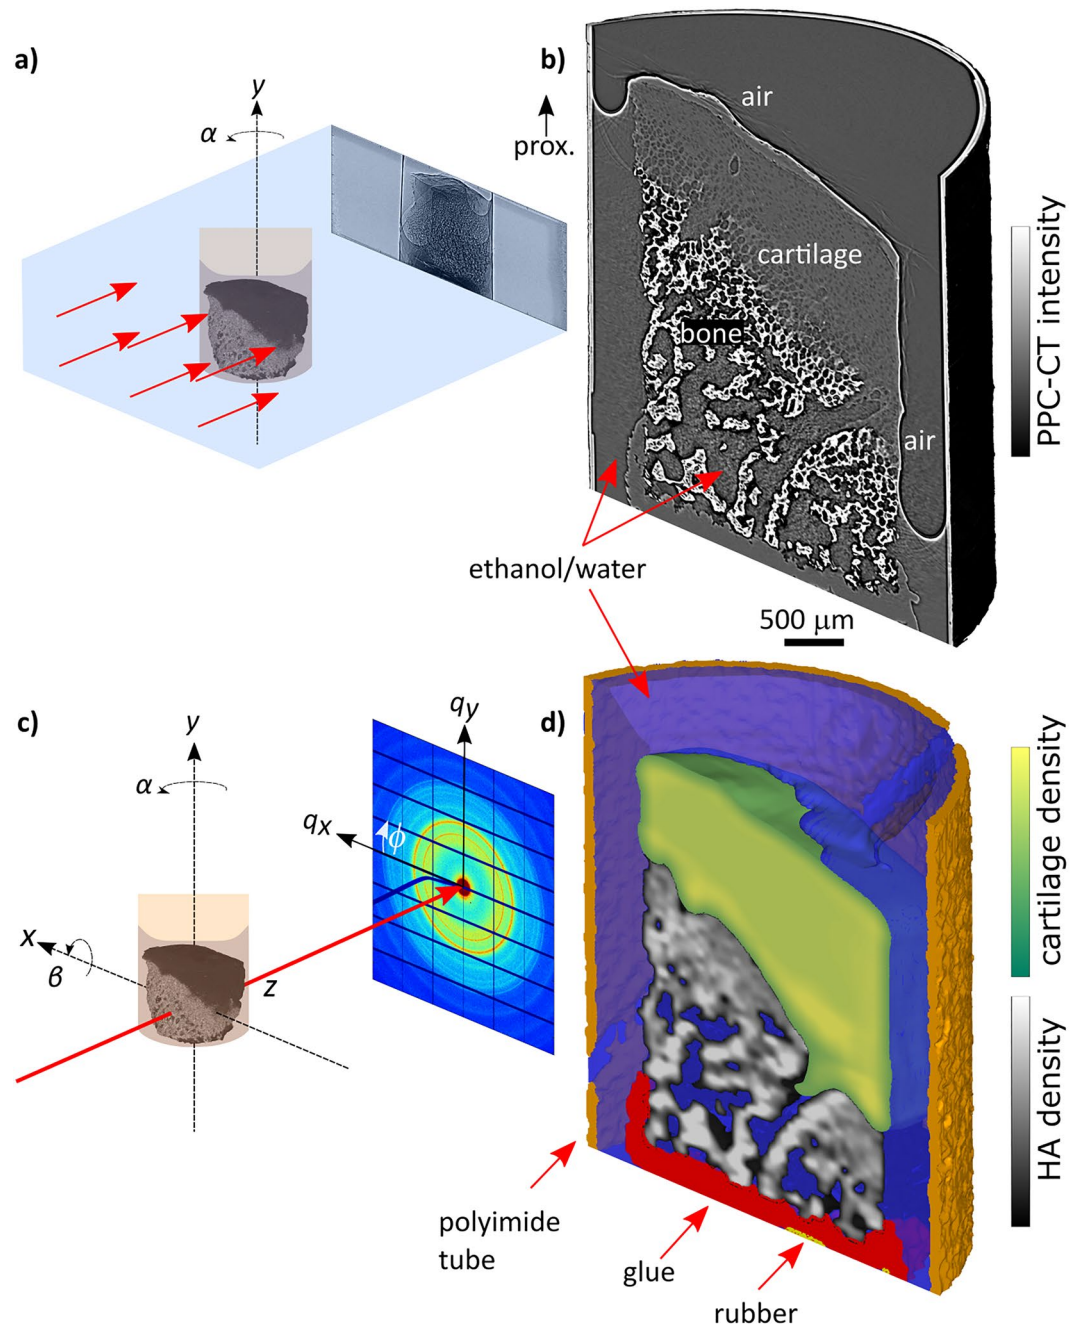 a)
y
α
b)
prox.
air
cartilage
bone
air
PPC-CT intensity
ethanol/water
500 μm
c)
y
α
x
β
z
qy
qx
ϕ
d)
cartilage density
HA density
polyimide
tube
glue
rubber